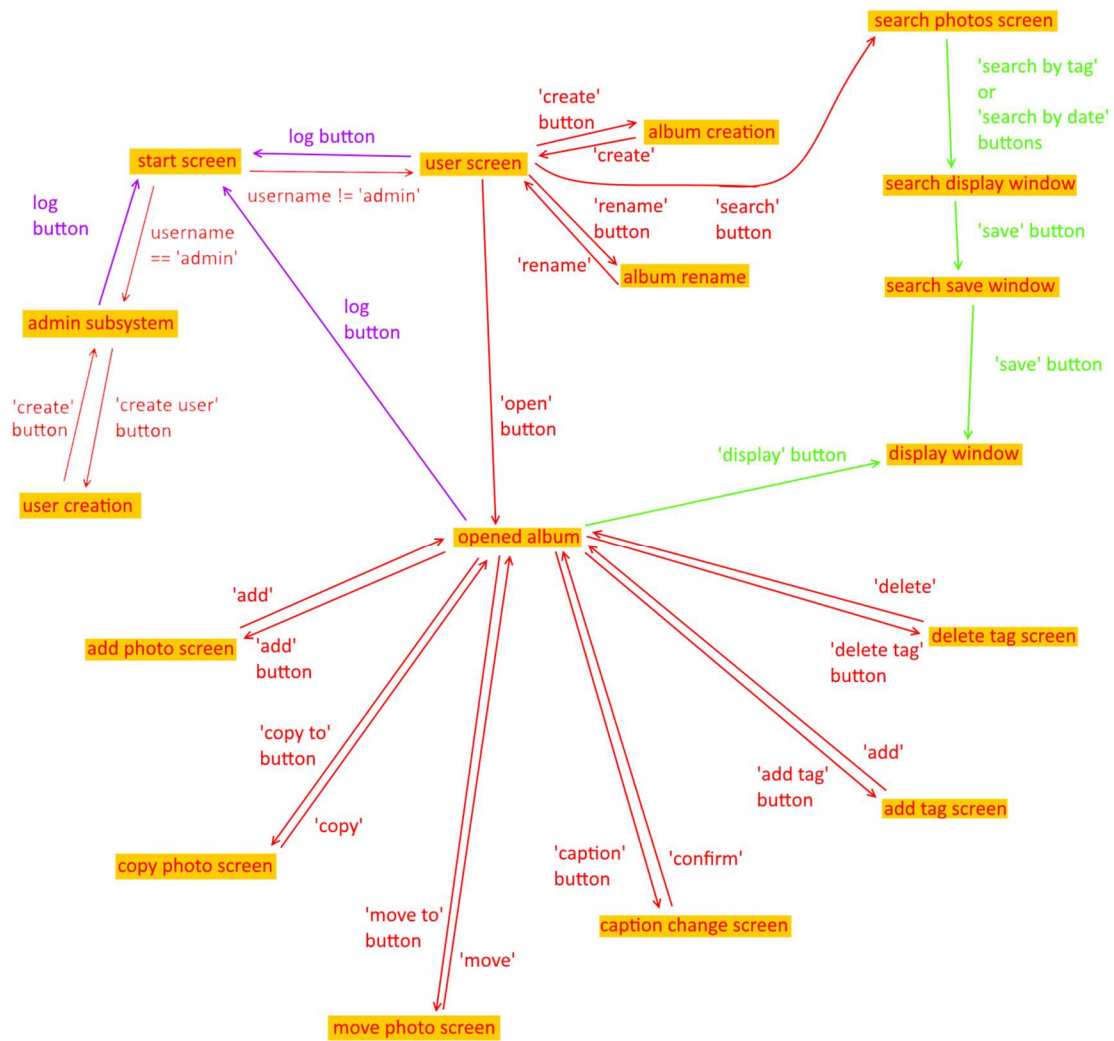 search photos screen
'search by tag'
or
'search by date'
buttons
'create'
button
album creation
'create'
log button
start screen
user screen
username != 'admin'
search display window
log
button
username
== 'admin'
'rename'
button
'search'
button
'rename'
album rename
'save' button
search save window
admin subsystem
log
button
'save' button
'create'
button
'create user'
button
'open'
button
'display' button
display window
user creation
opened album
'add'
add photo screen
'add'
button
'delete'
delete tag screen
'delete tag'
button
'copy to'
button
'copy'
copy photo screen
'add tag'
button
'add'
add tag screen
'caption'
button
'confirm'
caption change screen
'move to'
button
'move'
move photo screen